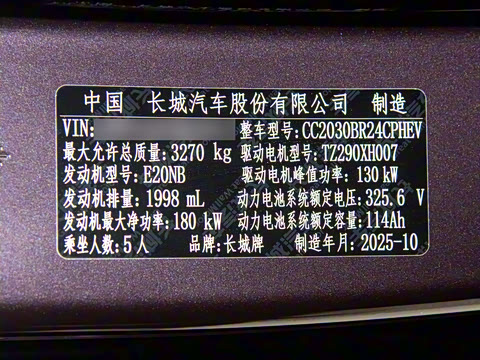 中国 长城汽车股份有限公司 制造
VIN: 整车型号: CC2030BR24CPHEV
最大允许总质量: 3270 kg 驱动电机型号: TZ290XH007
发动机型号: E20NB 驱动电机峰值功率: 130 kW
发动机排量: 1998 mL 动力电池系统额定电压: 325.6 V
发动机最大净功率: 180 kW 动力电池系统额定容量: 114Ah
乘坐人数: 5 人 品牌: 长城牌 制造年月: 2025-10